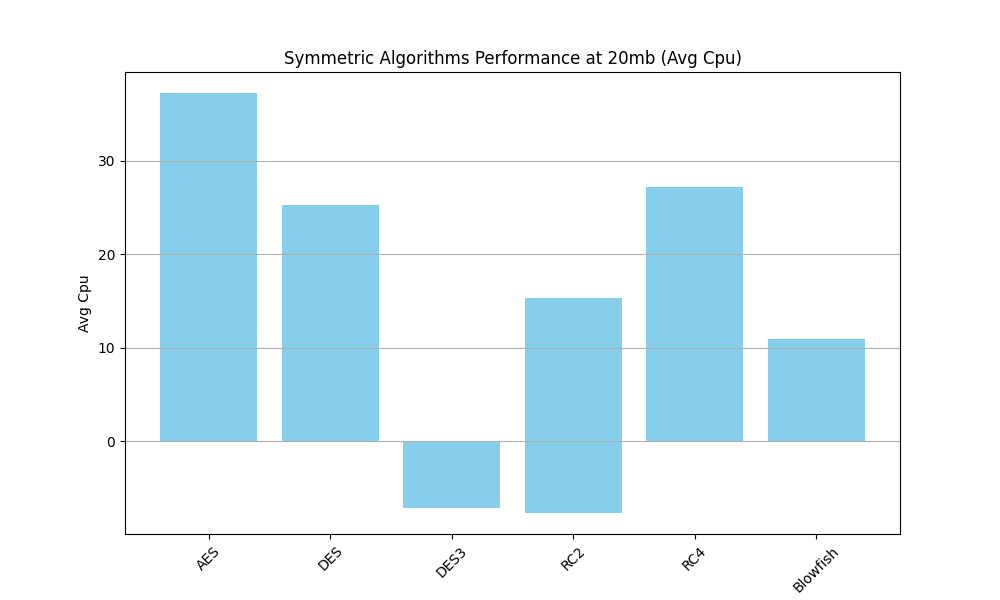 Symmetric Algorithms Performance at 20mb (Avg Cpu)
30
20
10
0
Avg Cpu
AES
DES
DES3
RC2
RC4
Blowfish